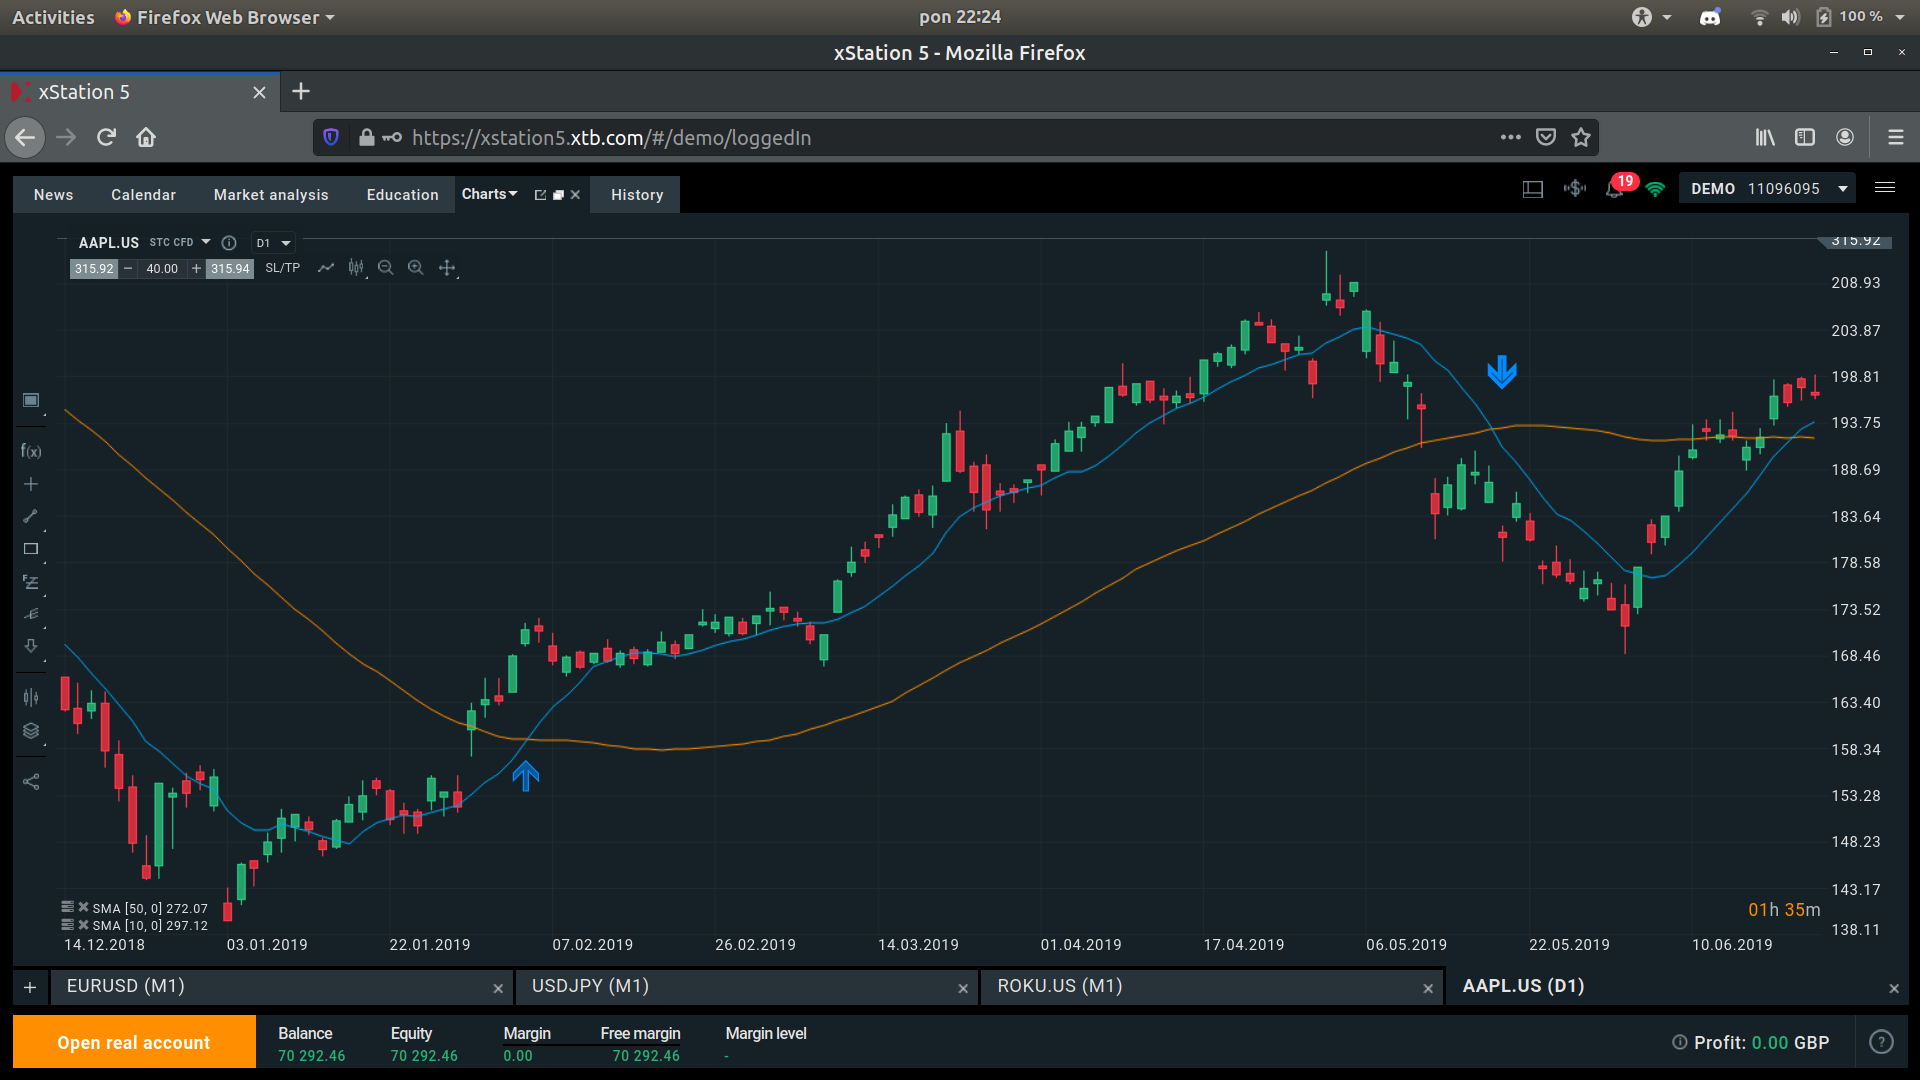 Activities Firefox Web Browser pon 22:24 100 %
xStation 5 - Mozilla Firefox
xStation 5
https://xstation5.xtb.com/#/demo/loggedIn
News Calendar Market analysis Education Charts History 19 DEMO 11096095
AAPL.US STC CFD D1
315.92 − 40.00 + 315.94 SL/TP
315.92
208.93
203.87
198.81
193.75
188.69
183.64
178.58
173.52
168.46
163.40
158.34
153.28
148.23
143.17
138.11
f(x)
SMA [50, 0] 272.07
SMA [10, 0] 297.12
01h 35m
14.12.2018 03.01.2019 22.01.2019 07.02.2019 26.02.2019 14.03.2019 01.04.2019 17.04.2019 06.05.2019 22.05.2019 10.06.2019
+ EURUSD (M1) USDJPY (M1) ROKU.US (M1) AAPL.US (D1)
Open real account
Balance Equity Margin Free margin Margin level
70 292.46 70 292.46 0.00 70 292.46 -
Profit: 0.00 GBP ?